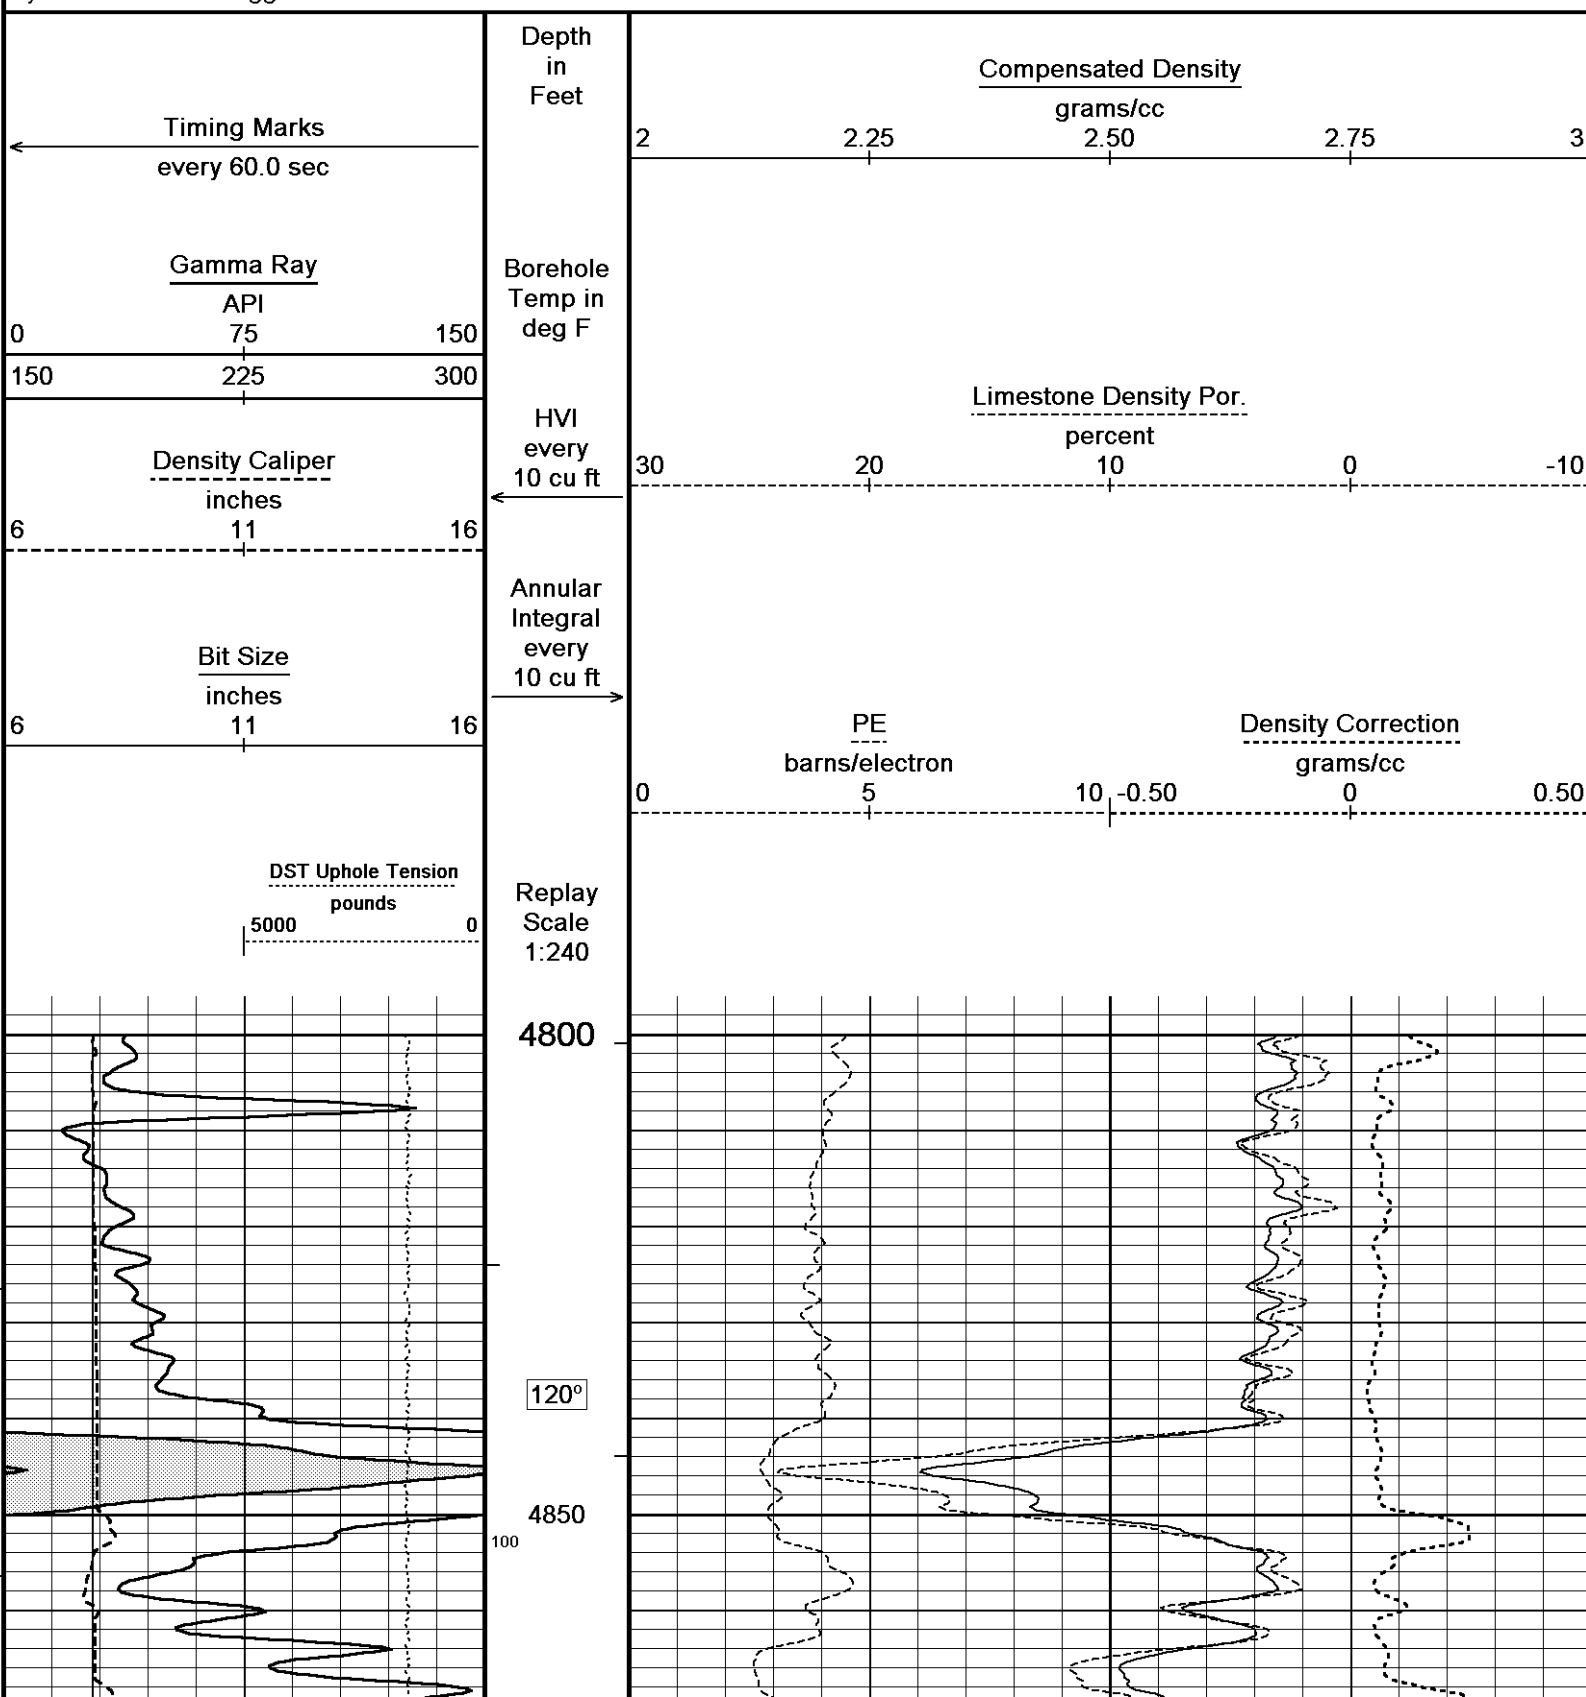 Timing Marks
every 60.0 sec
Gamma Ray
API
0 75 150
150 225 300
Density Caliper
inches
6 11 16
Bit Size
inches
6 11 16
DST Uphole Tension
pounds
5000 0
Depth
in
Feet
Borehole
Temp in
deg F
HVI
every
10 cu ft
Annular
Integral
every
10 cu ft
Replay
Scale
1:240
Compensated Density
grams/cc
2 2.25 2.50 2.75 3
Limestone Density Por.
percent
30 20 10 0 -10
PE
barns/electron
0 5 10
Density Correction
grams/cc
-0.50 0 0.50
4800
120°
4850
100